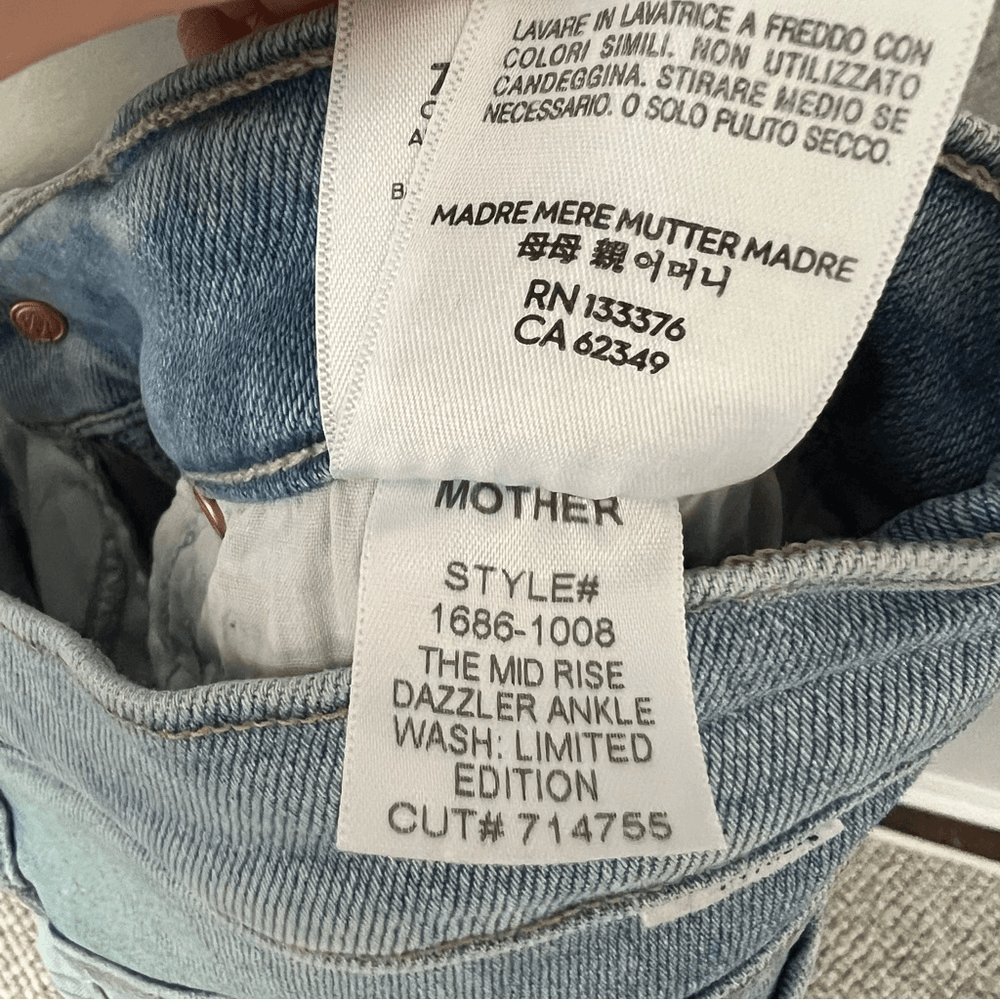 LAVARE IN LAVATRICE A FREDDO CON
COLORI SIMILI. NON UTILIZZATO
CANDEGGINA. STIRARE MEDIO SE
NECESSARIO. O SOLO PULITO SECCO.
MADRE MERE MUTTER MADRE
母母 親 어머니
RN 133376
CA 62349
MOTHER
STYLE#
1686-1008
THE MID RISE
DAZZLER ANKLE
WASH: LIMITED
EDITION
CUT# 714755